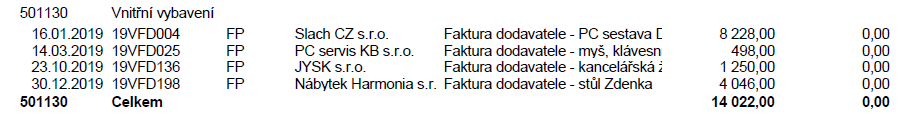 501130 Vnitřní vybavení
16.01.2019 19VFD004 FP Slach CZ s.r.o. Faktura dodavatele - PC sestava D 8 228,00 0,00
14.03.2019 19VFD025 FP PC servis KB s.r.o. Faktura dodavatele - myš, klávesn 498,00 0,00
23.10.2019 19VFD136 FP JYSK s.r.o. Faktura dodavatele - kancelářská ž 1 250,00 0,00
30.12.2019 19VFD198 FP Nábytek Harmonia s.r. Faktura dodavatele - stůl Zdenka 4 046,00 0,00
501130 Celkem 14 022,00 0,00